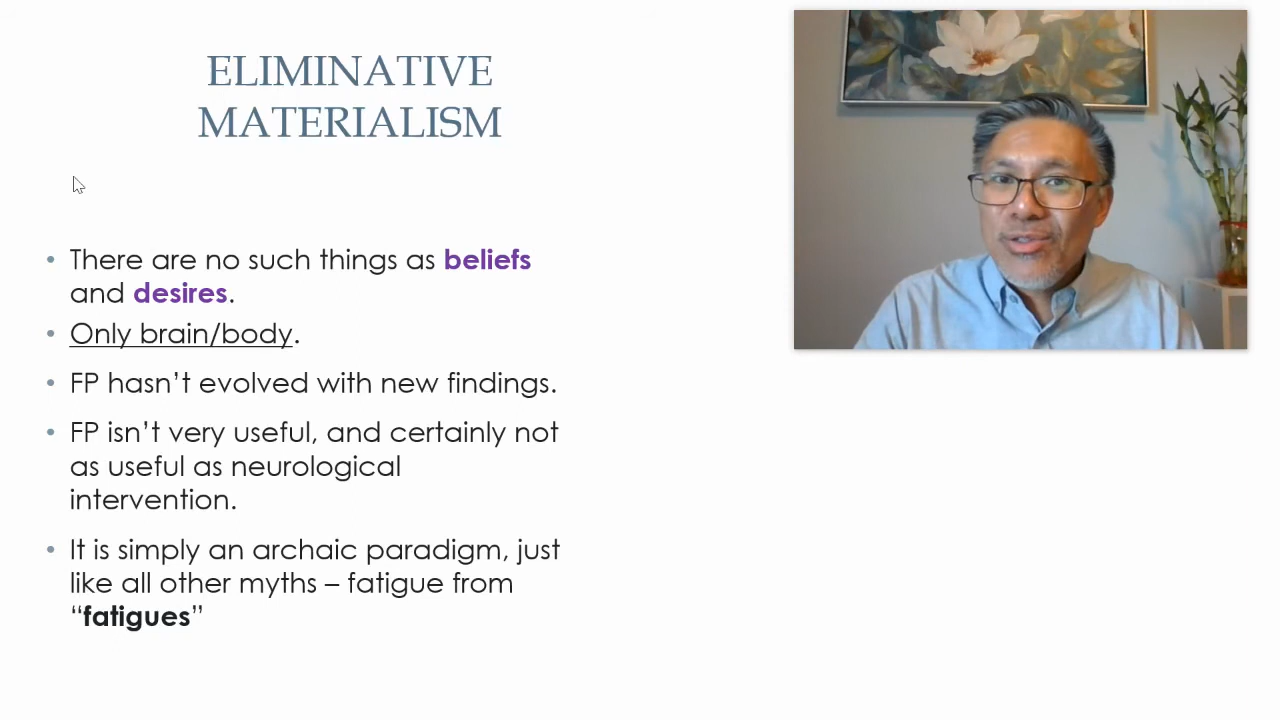 ELIMINATIVE
MATERIALISM
• There are no such things as beliefs
and desires.
• Only brain/body.
• FP hasn’t evolved with new findings.
• FP isn’t very useful, and certainly not
as useful as neurological
intervention.
• It is simply an archaic paradigm, just
like all other myths – fatigue from
“fatigues”